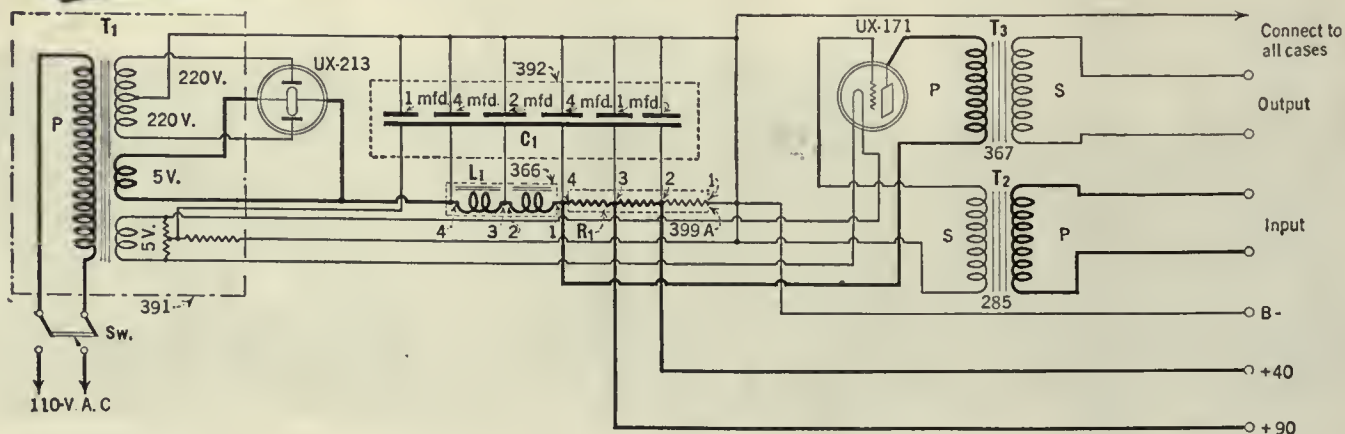 396
T1
220 V.
220 V.
P
5 V.
5 V.
391
Sw.
110-V. A.C
UX-213
392
1 mfd. 4 mfd. 2 mfd 4 mfd. 1 mfd.
C1
L1
366
4 3 2 1
4 3 2 1
R1
399 A
UX-171
T3
P
S
367
T2
S
P
285
Connect to
all cases
Output
Input
B-
+40
+90